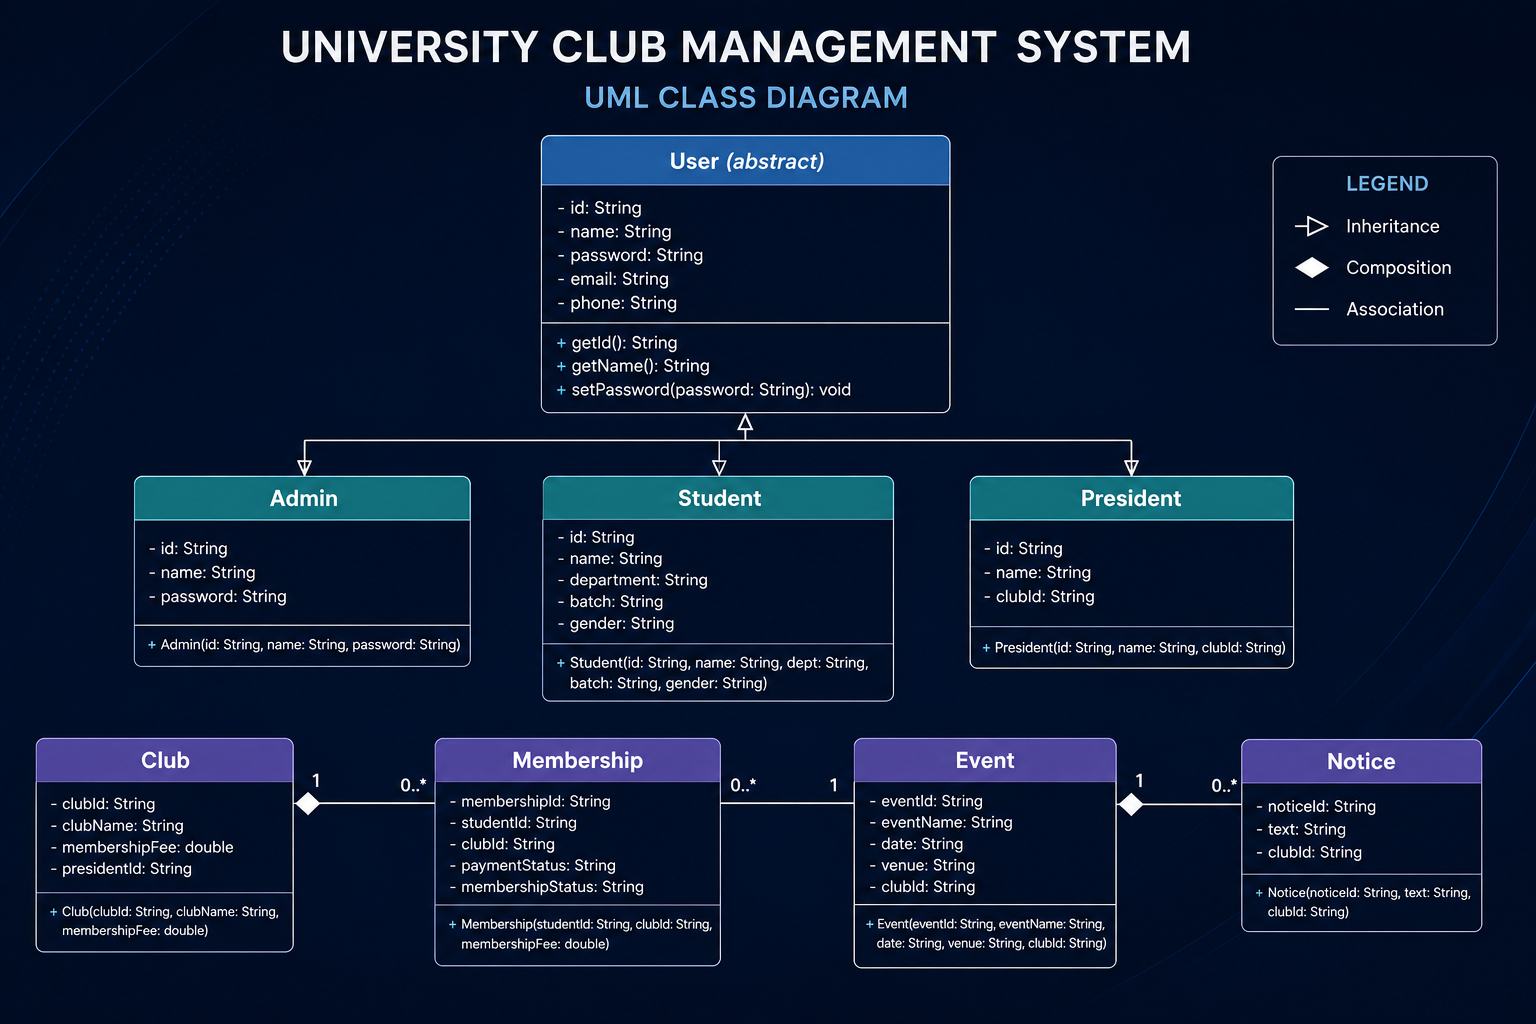 UNIVERSITY CLUB MANAGEMENT SYSTEM
UML CLASS DIAGRAM
User (abstract)
- id: String
- name: String
- password: String
- email: String
- phone: String
+ getId(): String
+ getName(): String
+ setPassword(password: String): void
LEGEND
Inheritance
Composition
Association
Admin
- id: String
- name: String
- password: String
+ Admin(id: String, name: String, password: String)
Student
- id: String
- name: String
- department: String
- batch: String
- gender: String
+ Student(id: String, name: String, dept: String,
batch: String, gender: String)
President
- id: String
- name: String
- clubId: String
+ President(id: String, name: String, clubId: String)
Club
- clubId: String
- clubName: String
- membershipFee: double
- presidentId: String
+ Club(clubId: String, clubName: String,
membershipFee: double)
1
0..*
Membership
- membershipId: String
- studentId: String
- clubId: String
- paymentStatus: String
- membershipStatus: String
+ Membership(studentId: String, clubId: String,
membershipFee: double)
0..*
1
Event
- eventId: String
- eventName: String
- date: String
- venue: String
- clubId: String
+ Event(eventId: String, eventName: String,
date: String, venue: String, clubId: String)
1
0..*
Notice
- noticeId: String
- text: String
- clubId: String
+ Notice(noticeId: String, text: String,
clubId: String)